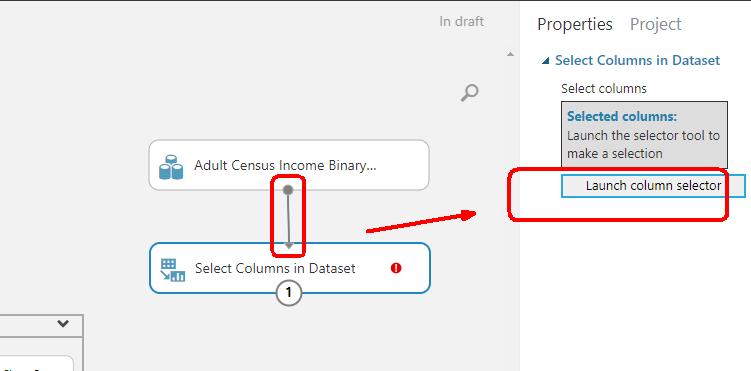 In draft
Properties Project
Select Columns in Dataset
Select columns
Selected columns:
Launch the selector tool to
make a selection
Launch column selector
Adult Census Income Binary...
Select Columns in Dataset
1